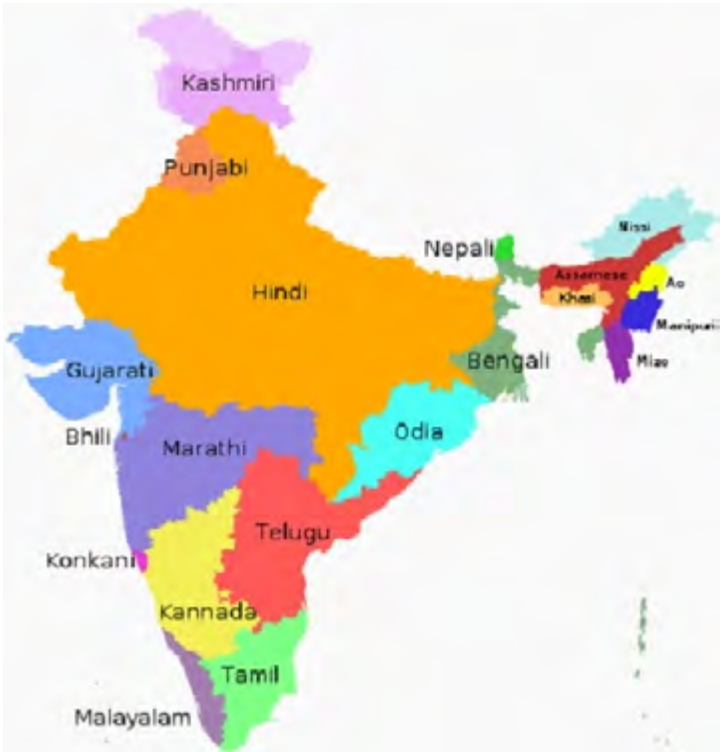 Kashmiri
Punjabi
Nissi
Nepali
Assamese
Ao
Hindi
Khasi
Manipuri
Bengali
Mizo
Gujarati
Bhili
Marathi
Odia
Telugu
Konkani
Kannada
Tamil
Malayalam